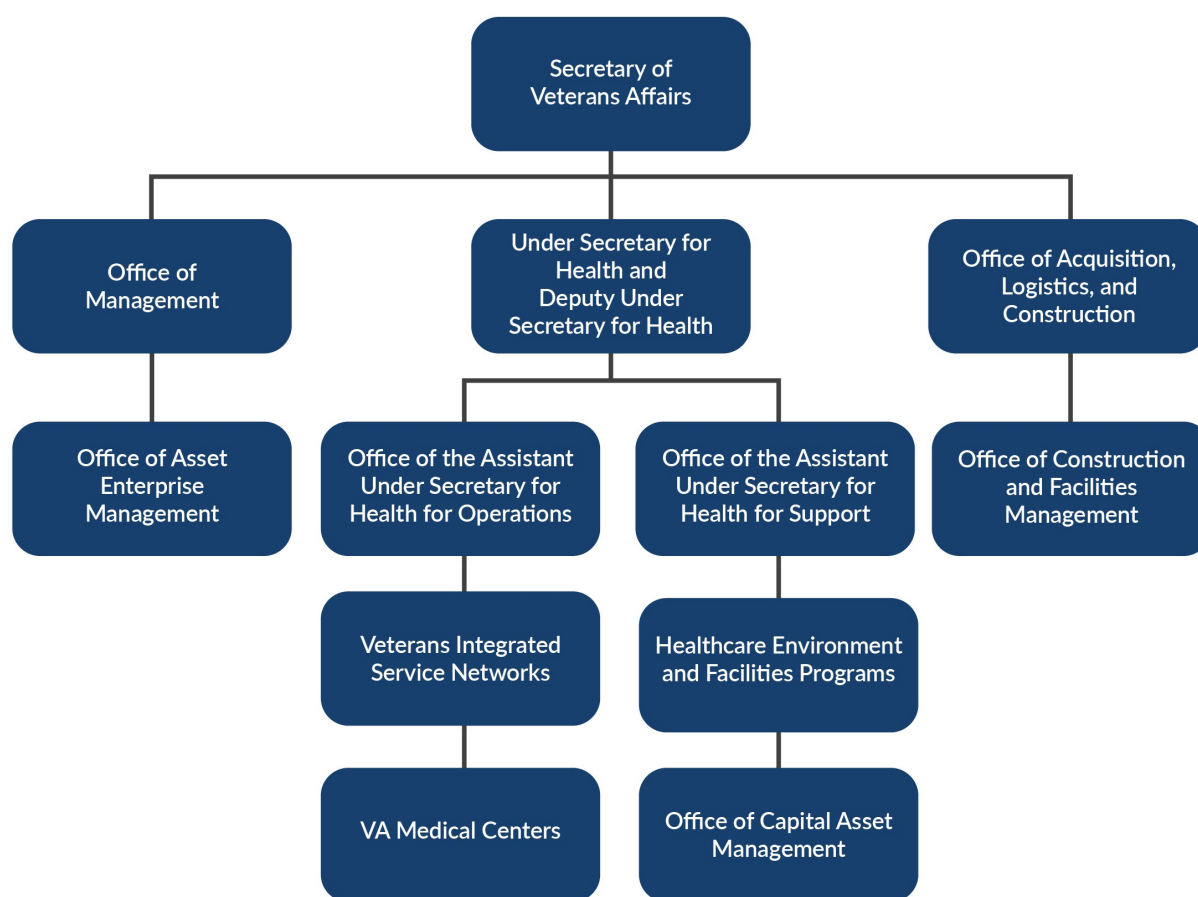 Secretary of
Veterans Affairs
Office of
Management
Under Secretary for
Health and
Deputy Under
Secretary for Health
Office of Acquisition,
Logistics, and
Construction
Office of Asset
Enterprise
Management
Office of the Assistant
Under Secretary for
Health for Operations
Office of the Assistant
Under Secretary for
Health for Support
Office of Construction
and Facilities
Management
Veterans Integrated
Service Networks
Healthcare Environment
and Facilities Programs
VA Medical Centers
Office of Capital Asset
Management